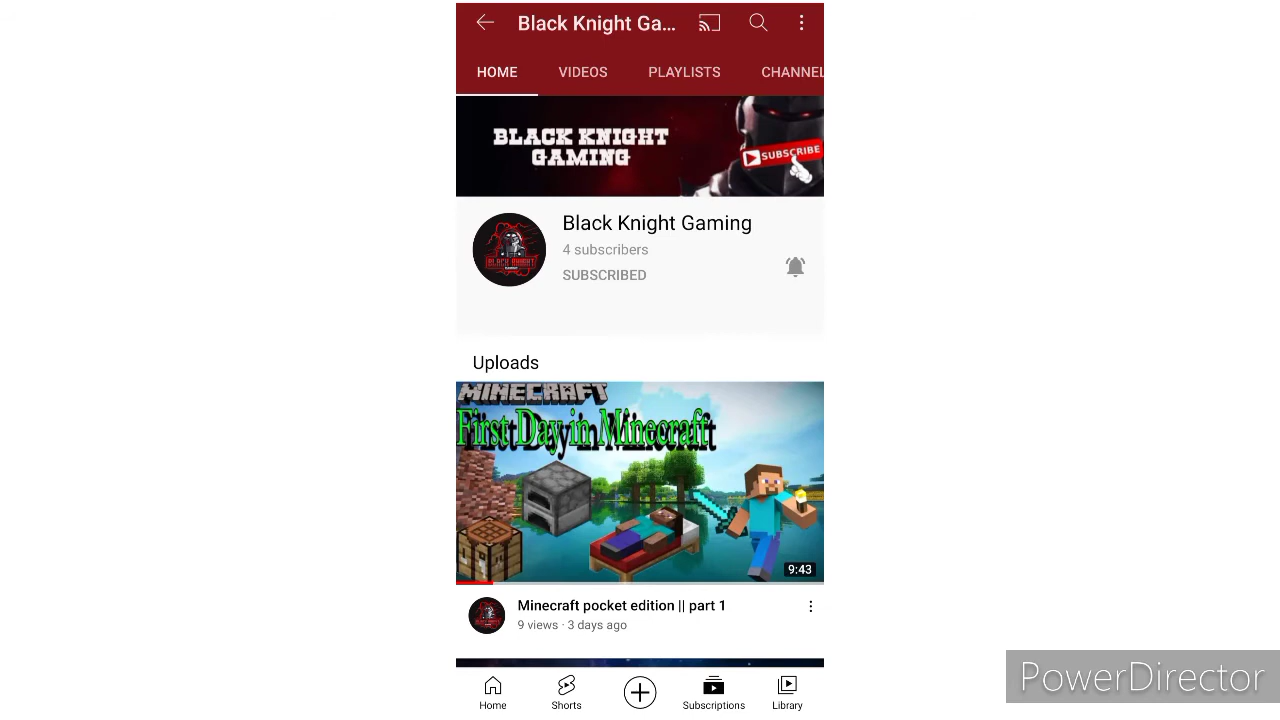 Black Knight Ga...
HOME VIDEOS PLAYLISTS CHANNEL
BLACK KNIGHT
GAMING
SUBSCRIBE
Black Knight Gaming
4 subscribers
SUBSCRIBED
BLACK KNIGHT
Uploads
MINECRAFT
First Day in Minecraft
9:43
Minecraft pocket edition || part 1
9 views · 3 days ago
Home Shorts Subscriptions Library
PowerDirector